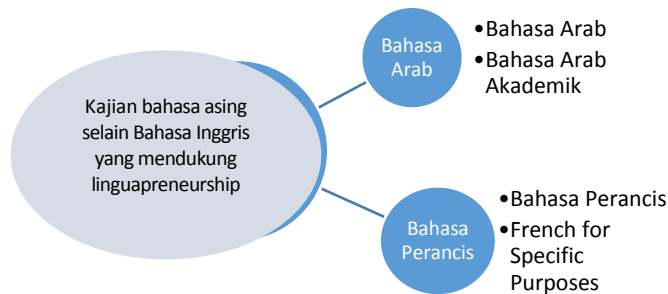 Kajian bahasa asing
selain Bahasa Inggris
yang mendukung
linguapreneurship
Bahasa
Arab
•Bahasa Arab
•Bahasa Arab
Akademik
Bahasa
Perancis
•Bahasa Perancis
•French for
Specific
Purposes